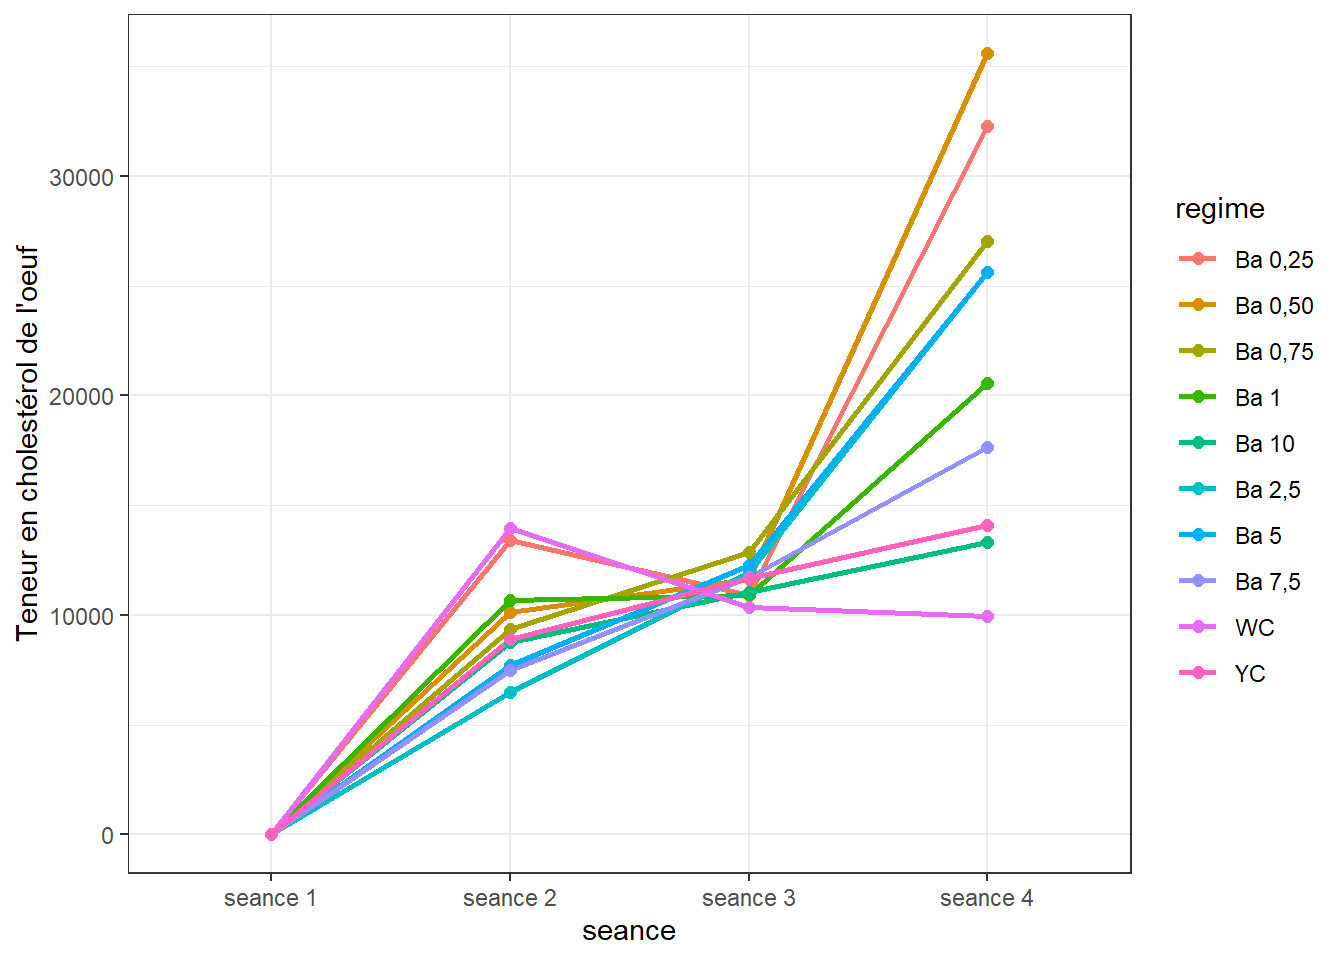 Teneur en choléstérol de l'oeuf
30000
20000
10000
0
seance 1
seance 2
seance 3
seance 4
seance
regime
Ba 0,25
Ba 0,50
Ba 0,75
Ba 1
Ba 10
Ba 2,5
Ba 5
Ba 7,5
WC
YC